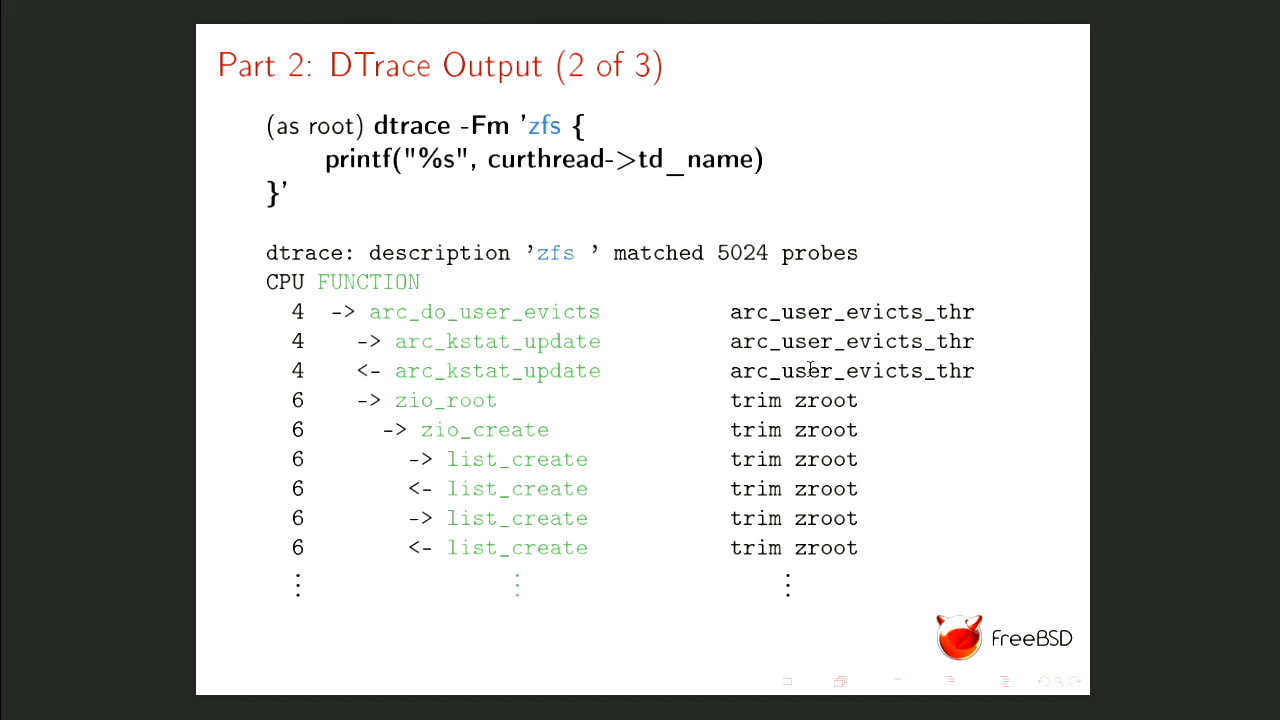 Part 2: DTrace Output (2 of 3)
(as root) dtrace -Fm 'zfs {
printf("%s", curthread->td_name)
}'
dtrace: description 'zfs ' matched 5024 probes
CPU FUNCTION
4 -> arc_do_user_evicts arc_user_evicts_thr
4 -> arc_kstat_update arc_user_evicts_thr
4 <- arc_kstat_update arc_user_evicts_thr
6 -> zio_root trim zroot
6 -> zio_create trim zroot
6 -> list_create trim zroot
6 <- list_create trim zroot
6 -> list_create trim zroot
6 <- list_create trim zroot
⋮ ⋮ ⋮
FreeBSD